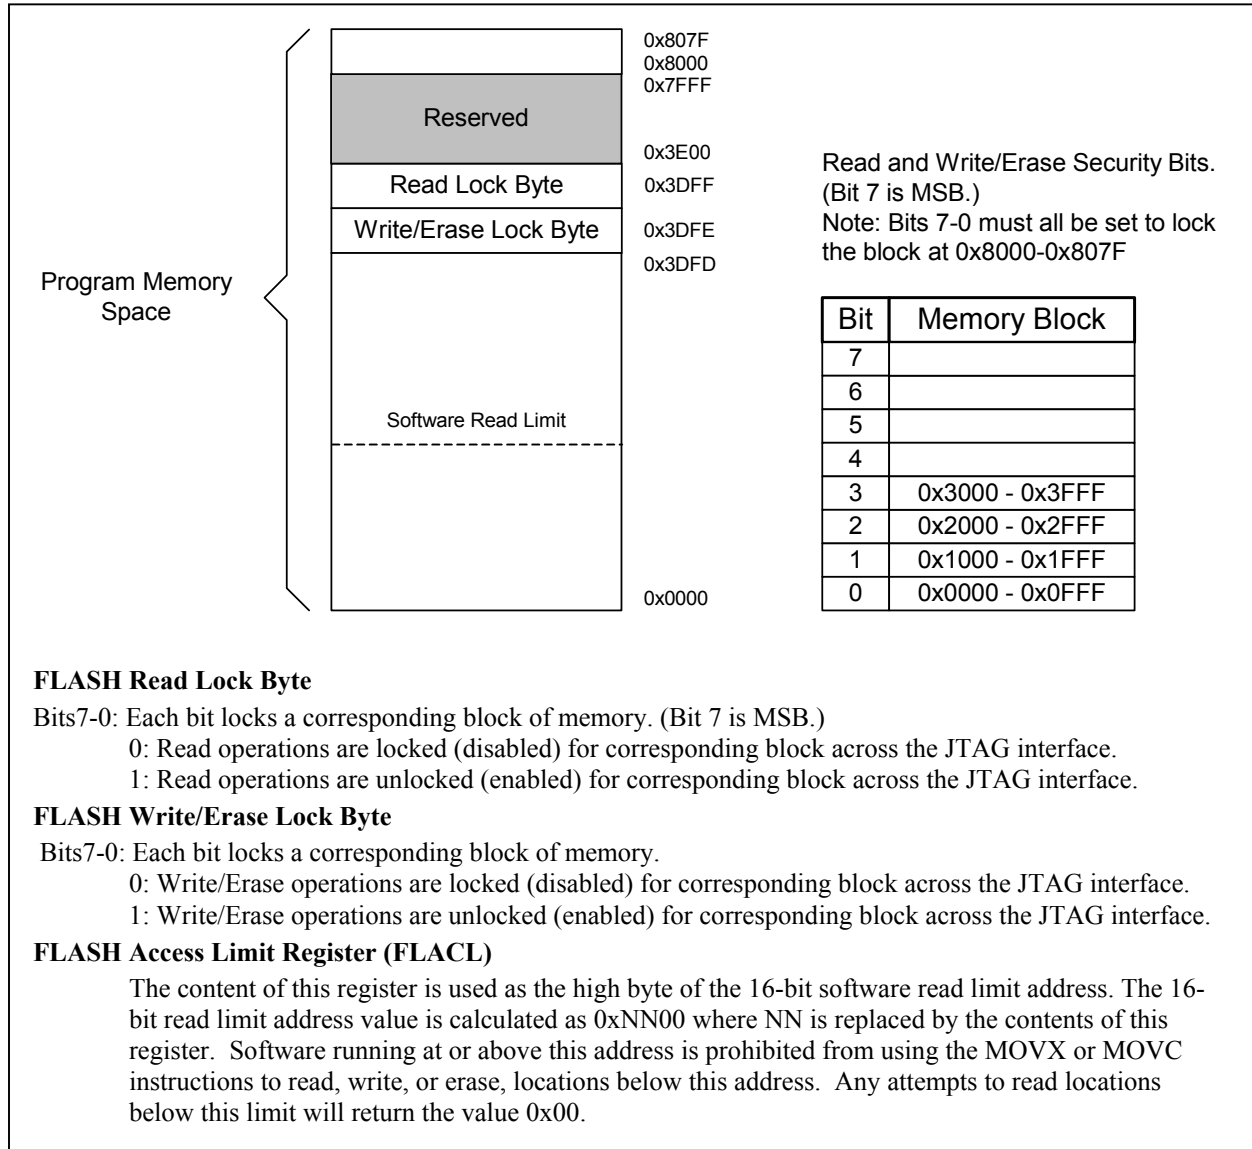 0x807F
0x8000
0x7FFF
Reserved
0x3E00
Read Lock Byte
0x3DFF
Write/Erase Lock Byte
0x3DFE
0x3DFD
Program Memory
Space
Software Read Limit
0x0000
Read and Write/Erase Security Bits.
(Bit 7 is MSB.)
Note: Bits 7-0 must all be set to lock
the block at 0x8000-0x807F
Bit Memory Block
7
6
5
4
3 0x3000 - 0x3FFF
2 0x2000 - 0x2FFF
1 0x1000 - 0x1FFF
0 0x0000 - 0x0FFF
FLASH Read Lock Byte
Bits7-0: Each bit locks a corresponding block of memory. (Bit 7 is MSB.)
0: Read operations are locked (disabled) for corresponding block across the JTAG interface.
1: Read operations are unlocked (enabled) for corresponding block across the JTAG interface.
FLASH Write/Erase Lock Byte
Bits7-0: Each bit locks a corresponding block of memory.
0: Write/Erase operations are locked (disabled) for corresponding block across the JTAG interface.
1: Write/Erase operations are unlocked (enabled) for corresponding block across the JTAG interface.
FLASH Access Limit Register (FLACL)
The content of this register is used as the high byte of the 16-bit software read limit address. The 16-
bit read limit address value is calculated as 0xNN00 where NN is replaced by the contents of this
register. Software running at or above this address is prohibited from using the MOVX or MOVC
instructions to read, write, or erase, locations below this address. Any attempts to read locations
below this limit will return the value 0x00.